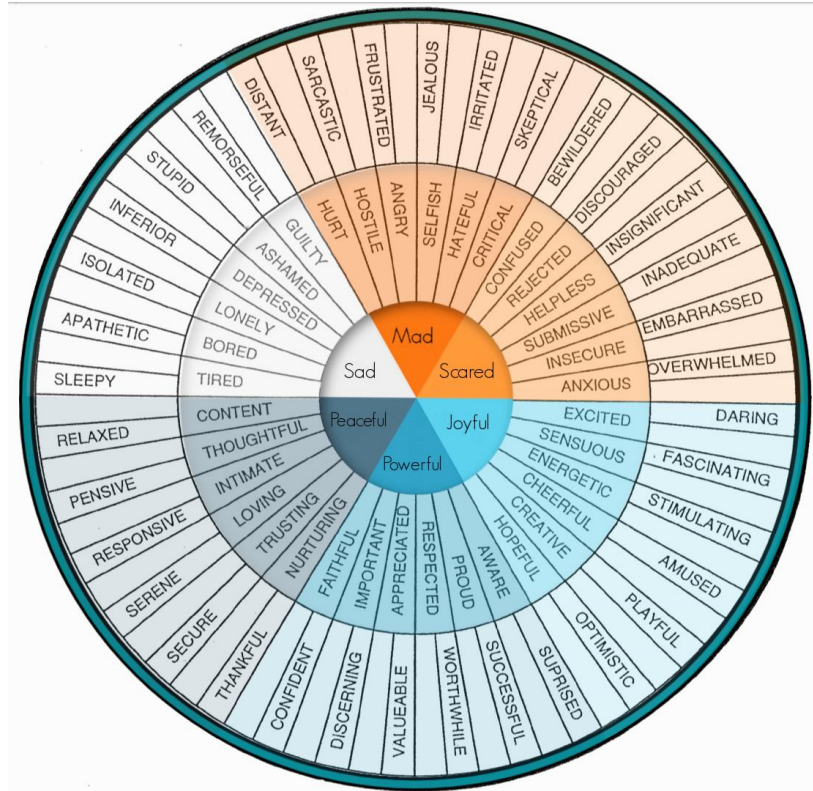 Mad
Scared
Joyful
Powerful
Peaceful
Sad
HURT
HOSTILE
ANGRY
SELFISH
HATEFUL
CRITICAL
CONFUSED
REJECTED
HELPLESS
SUBMISSIVE
INSECURE
ANXIOUS
EXCITED
SENSUOUS
ENERGETIC
CHEERFUL
CREATIVE
HOPEFUL
AWARE
PROUD
RESPECTED
APPRECIATED
IMPORTANT
FAITHFUL
NURTURING
TRUSTING
LOVING
INTIMATE
THOUGHTFUL
CONTENT
TIRED
BORED
LONELY
DEPRESSED
ASHAMED
GUILTY
DISTANT
SARCASTIC
FRUSTRATED
JEALOUS
IRRITATED
SKEPTICAL
BEWILDERED
DISCOURAGED
INSIGNIFICANT
INADEQUATE
EMBARRASSED
OVERWHELMED
DARING
FASCINATING
STIMULATING
AMUSED
PLAYFUL
OPTIMISTIC
SUPRISED
SUCCESSFUL
WORTHWHILE
VALUEABLE
DISCERNING
CONFIDENT
THANKFUL
SECURE
SERENE
RESPONSIVE
PENSIVE
RELAXED
SLEEPY
APATHETIC
ISOLATED
INFERIOR
STUPID
REMORSEFUL